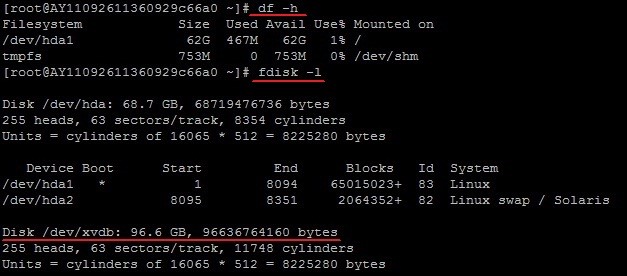 [root@AY11092611360929c66a0 ~]# df -h
Filesystem            Size  Used Avail Use% Mounted on
/dev/hda1              62G  467M   62G   1% /
tmpfs                 753M     0  753M   0% /dev/shm
[root@AY11092611360929c66a0 ~]# fdisk -l
Disk /dev/hda: 68.7 GB, 68719476736 bytes
255 heads, 63 sectors/track, 8354 cylinders
Units = cylinders of 16065 * 512 = 8225280 bytes
   Device Boot      Start         End      Blocks   Id  System
/dev/hda1   *           1        8094    65015023+  83  Linux
/dev/hda2            8095        8351     2064352+  82  Linux swap / Solaris
Disk /dev/xvdb: 96.6 GB, 96636764160 bytes
255 heads, 63 sectors/track, 11748 cylinders
Units = cylinders of 16065 * 512 = 8225280 bytes